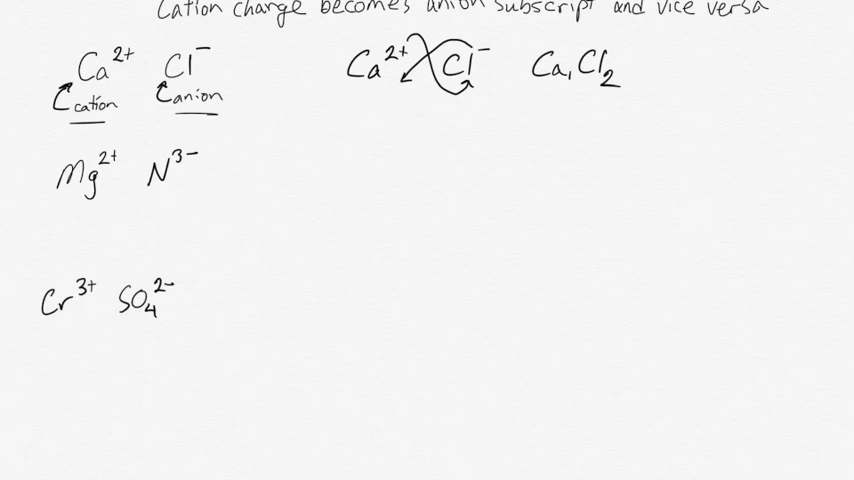 Cation charge becomes anion subscript and vice versa
Ca²⁺ Cl⁻ Ca²⁺ Cl⁻ Ca₁Cl₂
cation anion
Mg²⁺ N³⁻
Cr³⁺ SO₄²⁻